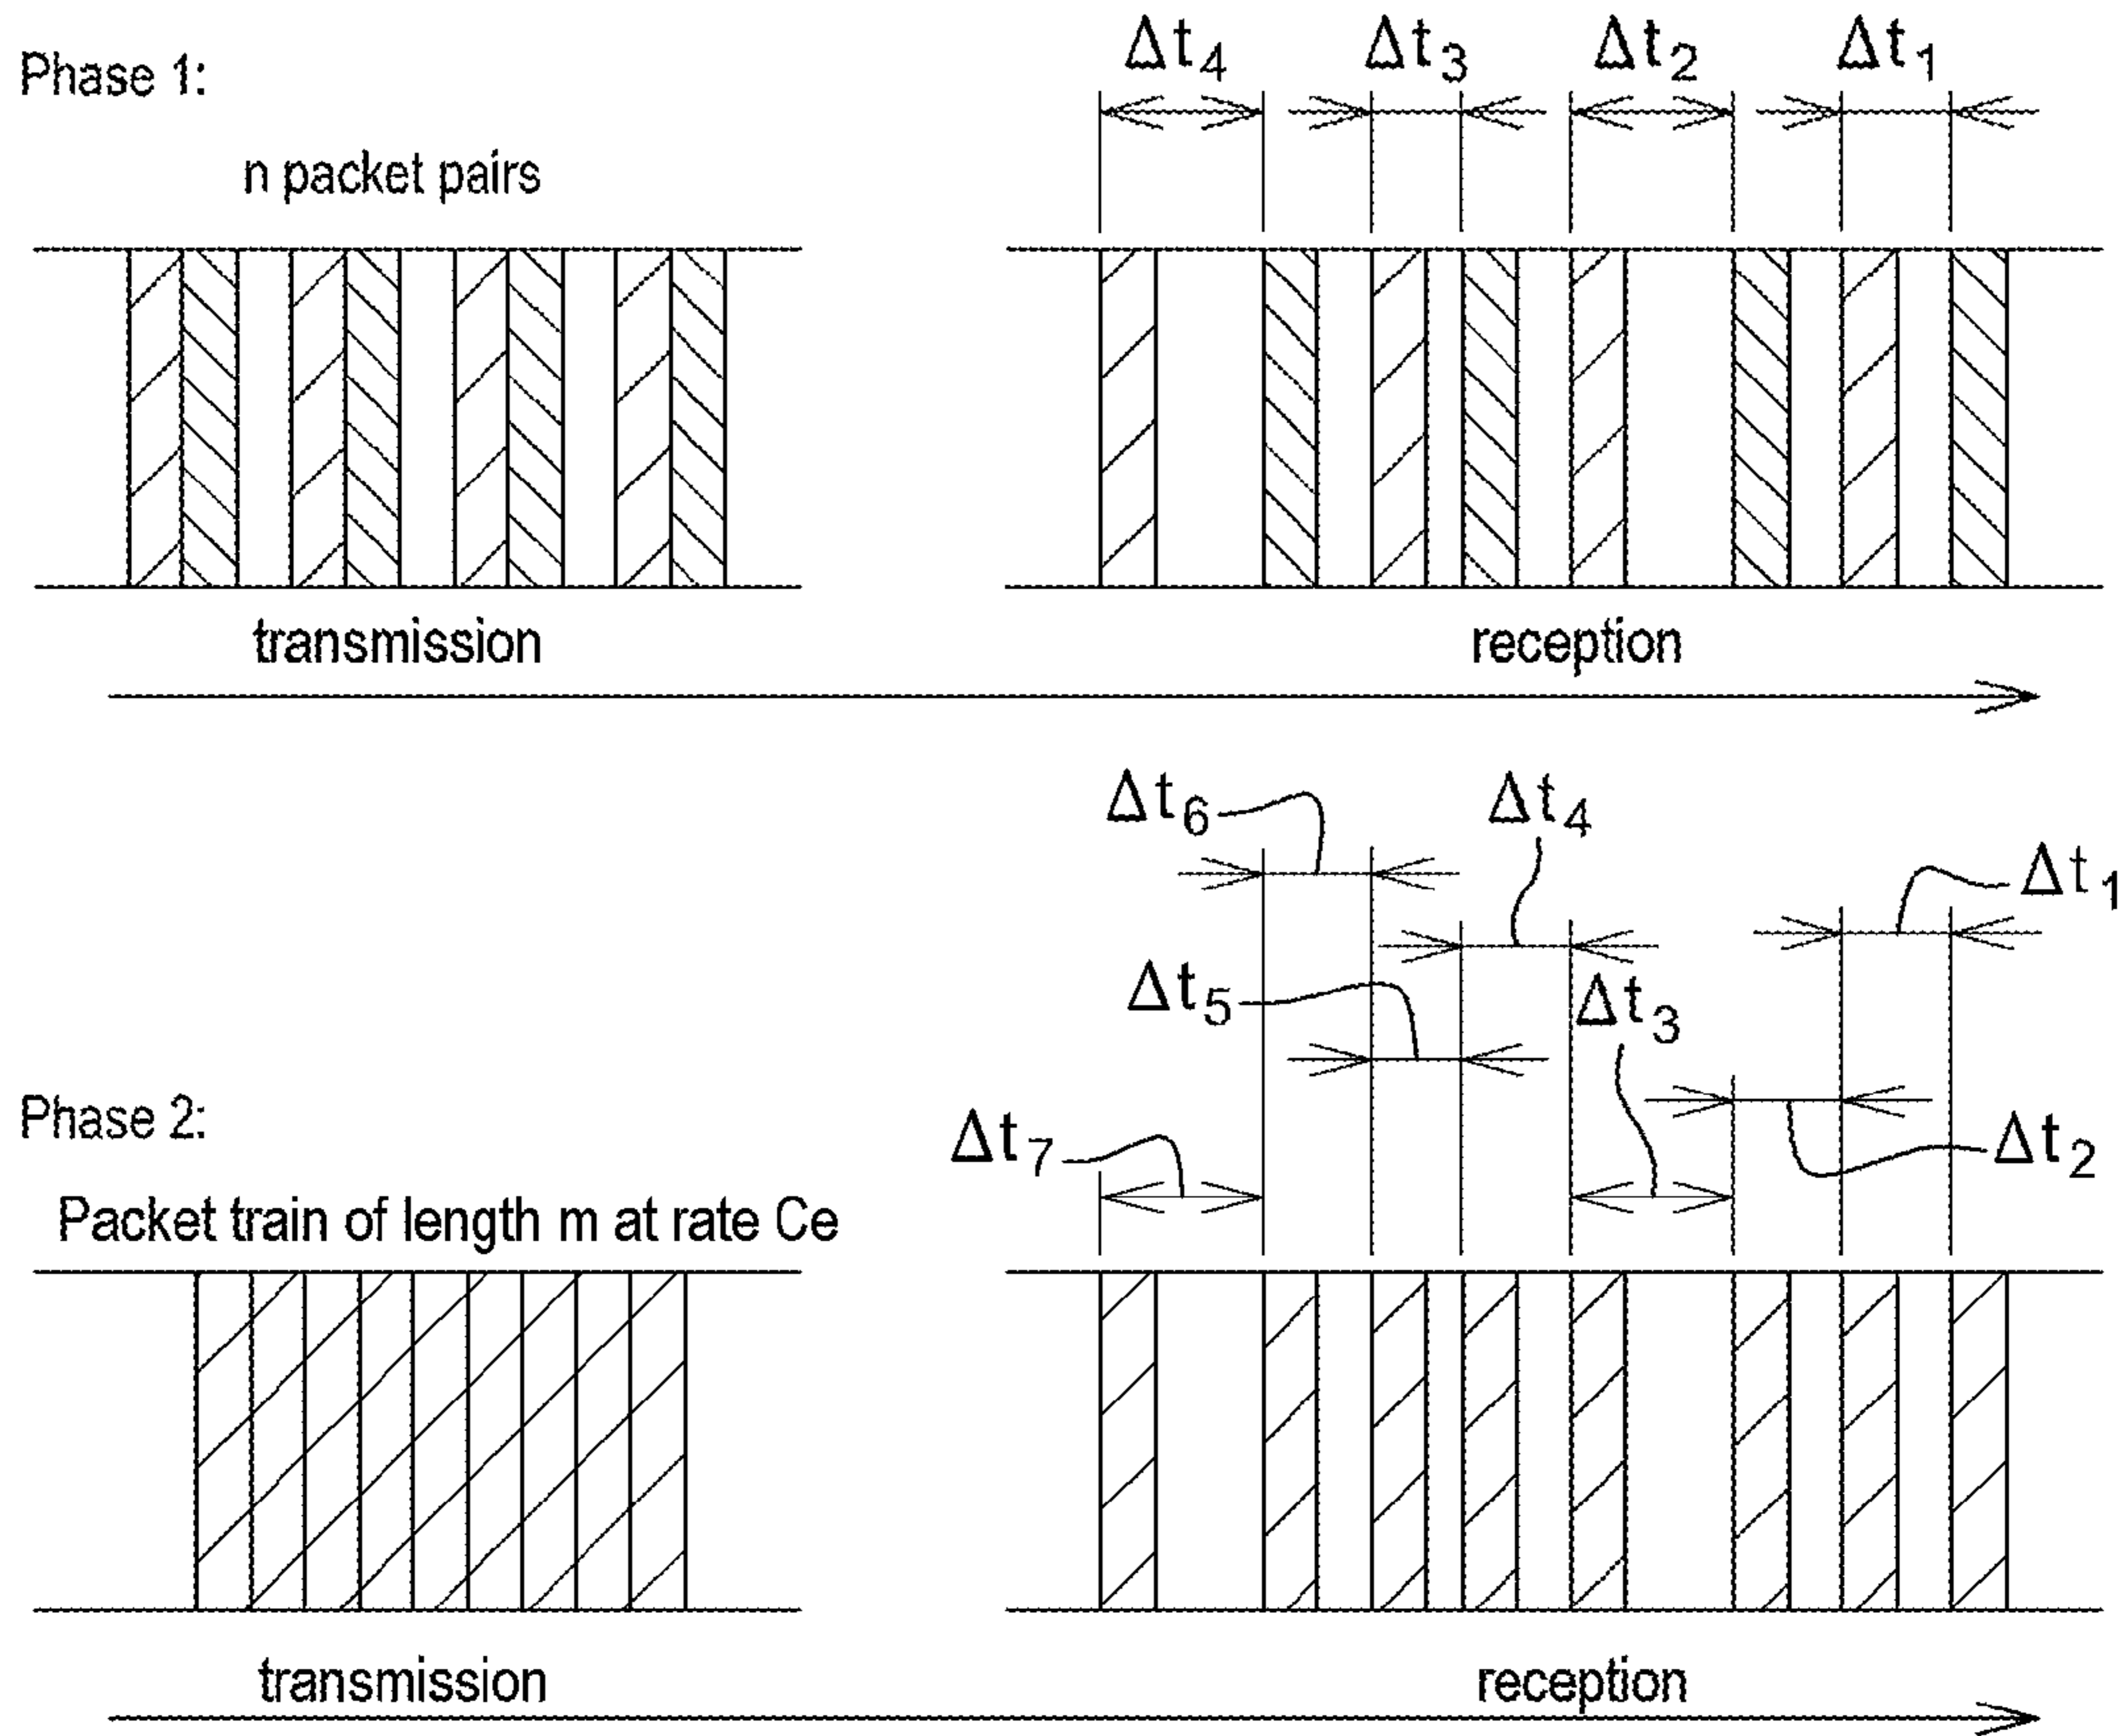 Phase 1:
Δt4 Δt3 Δt2 Δt1
n packet pairs
transmission reception
Δt6 Δt4
Δt1
Δt5 Δt3
Phase 2:
Δt7 Δt2
Packet train of length m at rate Ce
transmission reception